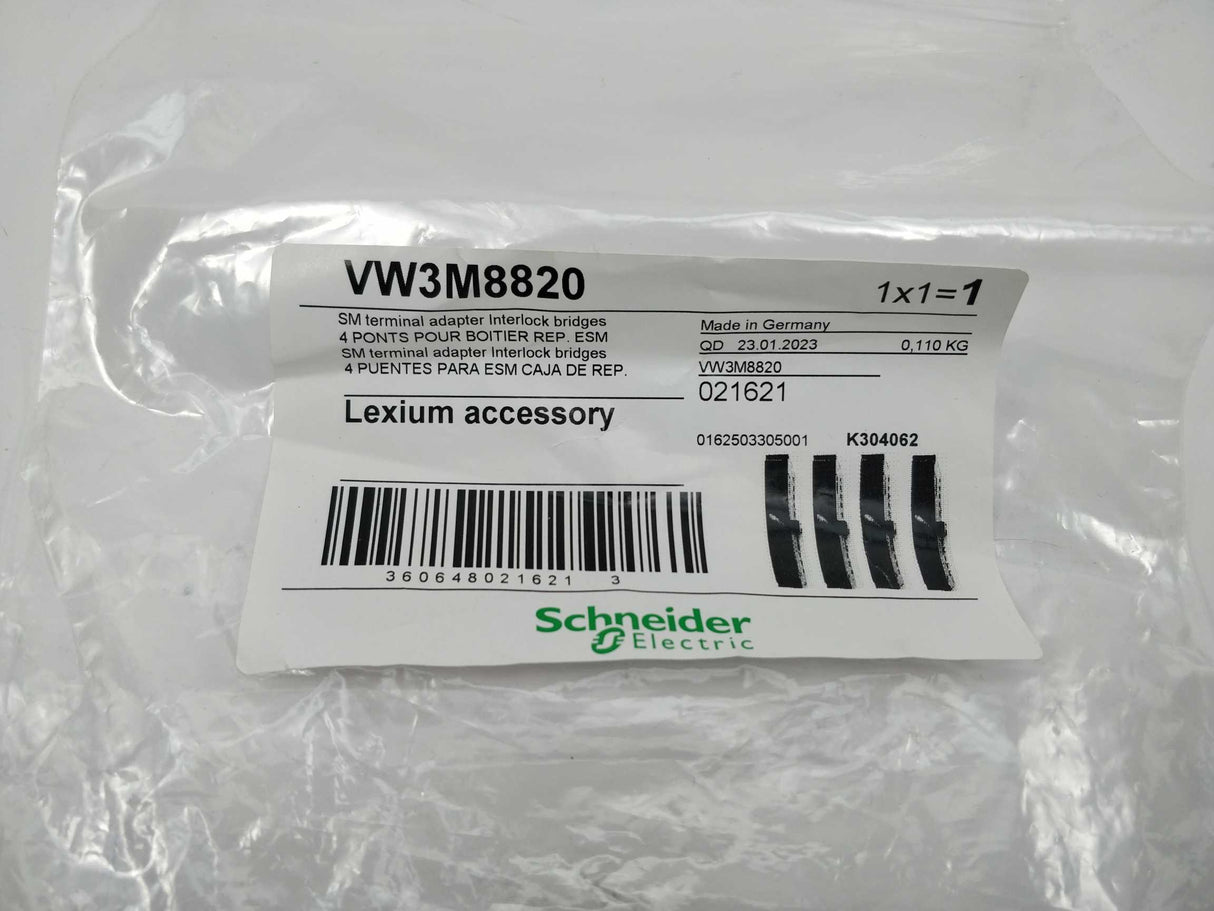 VW3M8820
1x1=1
SM terminal adapter Interlock bridges
4 PONTS POUR BOITIER REP. ESM
SM terminal adapter Interlock bridges
4 PUENTES PARA ESM CAJA DE REP.
Made in Germany
QD 23.01.2023 0,110 KG
VW3M8820
021621
Lexium accessory
0162503305001 K304062
360648021621 3
Schneider
Electric